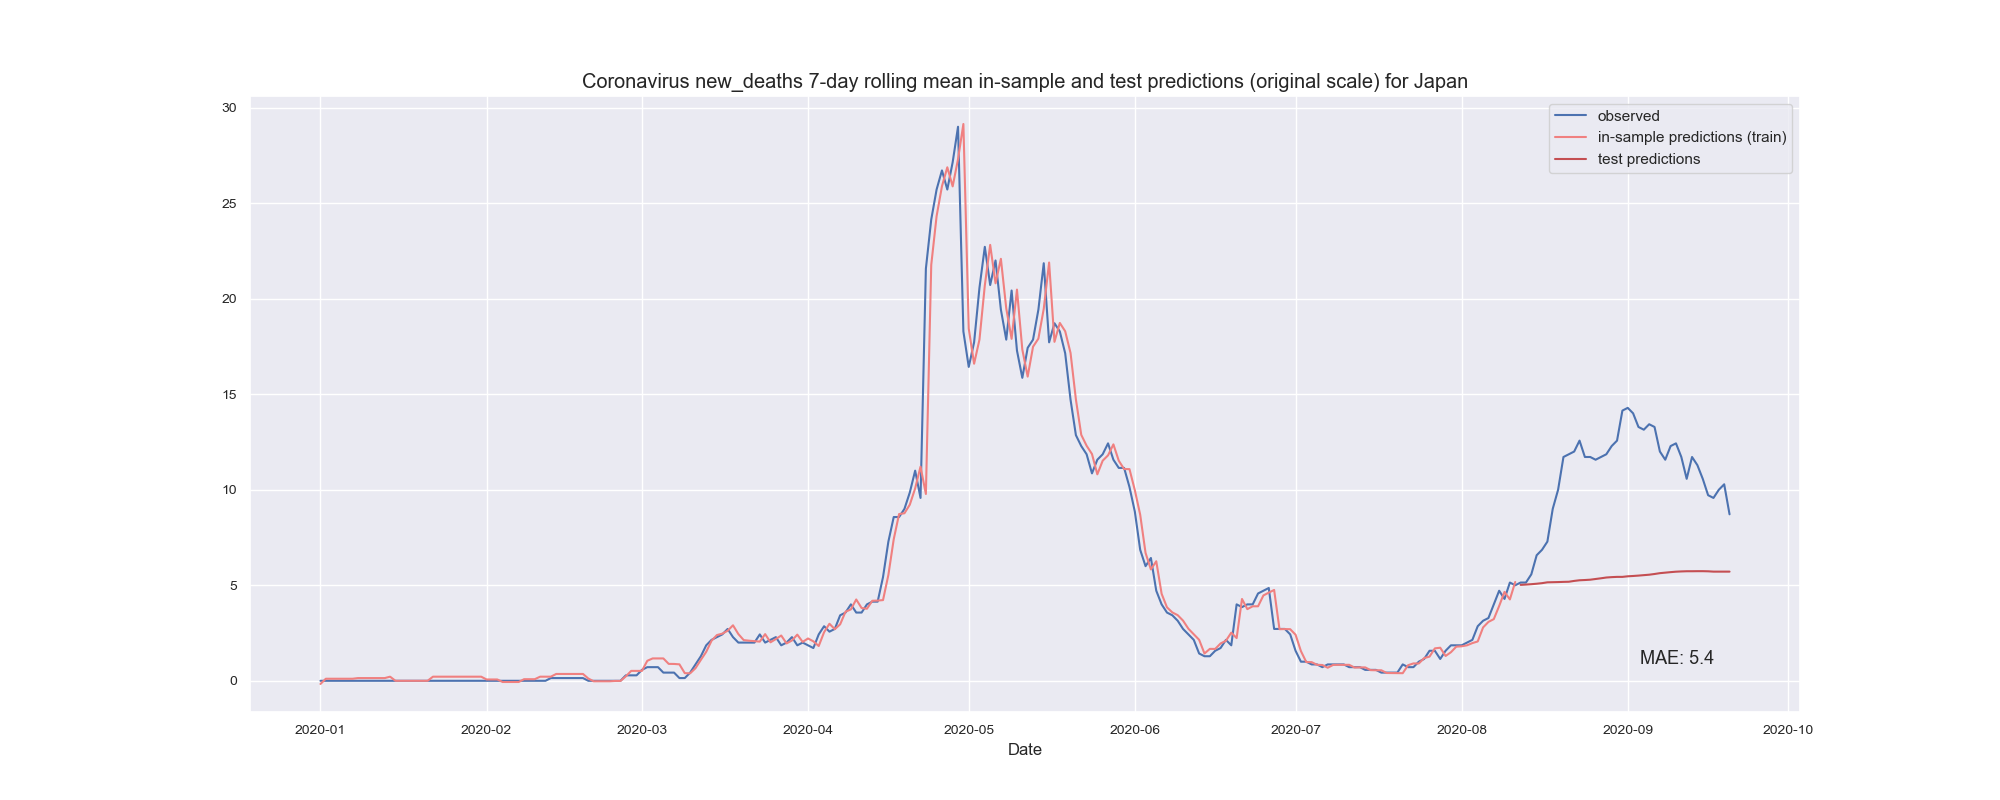 Coronavirus new_deaths 7-day rolling mean in-sample and test predictions (original scale) for Japan
observed
in-sample predictions (train)
test predictions
30
25
20
15
10
5
0
MAE: 5.4
2020-01 2020-02 2020-03 2020-04 2020-05 2020-06 2020-07 2020-08 2020-09 2020-10
Date